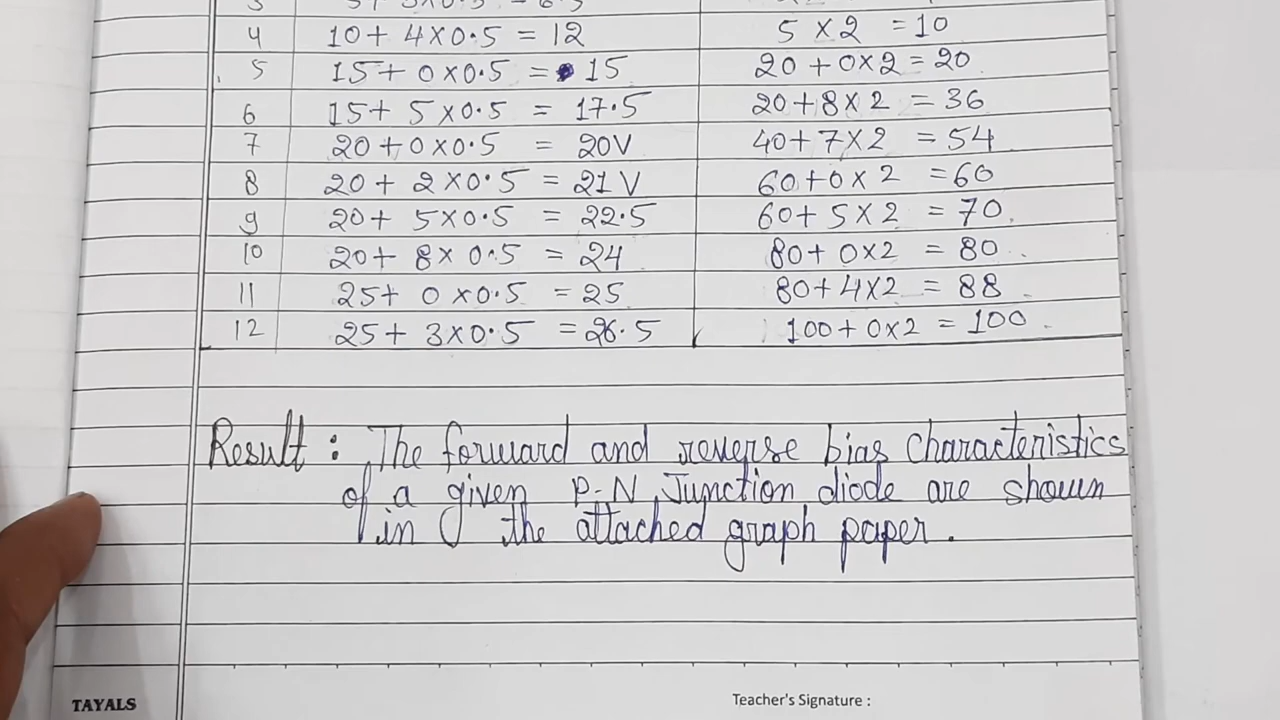 4 10+ 4×0.5 = 12 5 ×2 =10
5 15+ 0×0.5 = 15 20 +0×2 = 20
6 15+ 5×0.5 = 17.5 20+8×2 = 36
7 20+0×0.5 = 20V 40+7×2 = 54
8 20+ 2×0.5 = 21V 60+0×2 =60
9 20+ 5×0.5 = 22.5 60+5×2 = 70.
10 20+ 8×0.5 = 24 80+0×2 = 80
11 25+ 0×0.5 = 25 80+4×2 = 88
12 25+ 3×0.5 =26.5 100+0×2 = 100.
Result : The forward and reverse bias characteristics
of a given P-N Junction diode are shown
in the attached graph paper.
TAYALS Teacher's Signature :